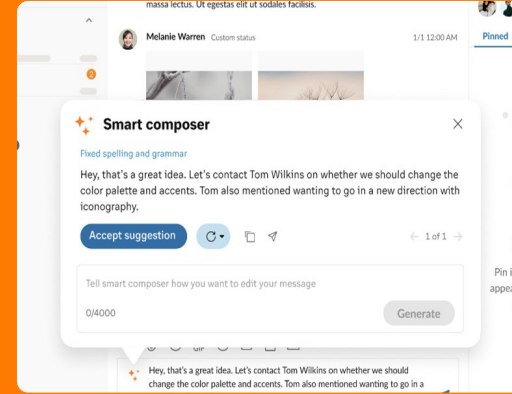 massa lectus. Ut egestas elit ut sodales facilisis.
Melanie Warren Custom status 1/1 12:00 AM
Pinned
2
Smart composer
Fixed spelling and grammar
Hey, that's a great idea. Let's contact Tom Wilkins on whether we should change the
color palette and accents. Tom also mentioned wanting to go in a new direction with
iconography.
Accept suggestion
1 of 1
Tell smart composer how you want to edit your message
0/4000
Generate
Pin i
appea
Hey, that's a great idea. Let's contact Tom Wilkins on whether we should
change the color palette and accents. Tom also mentioned wanting to go in a